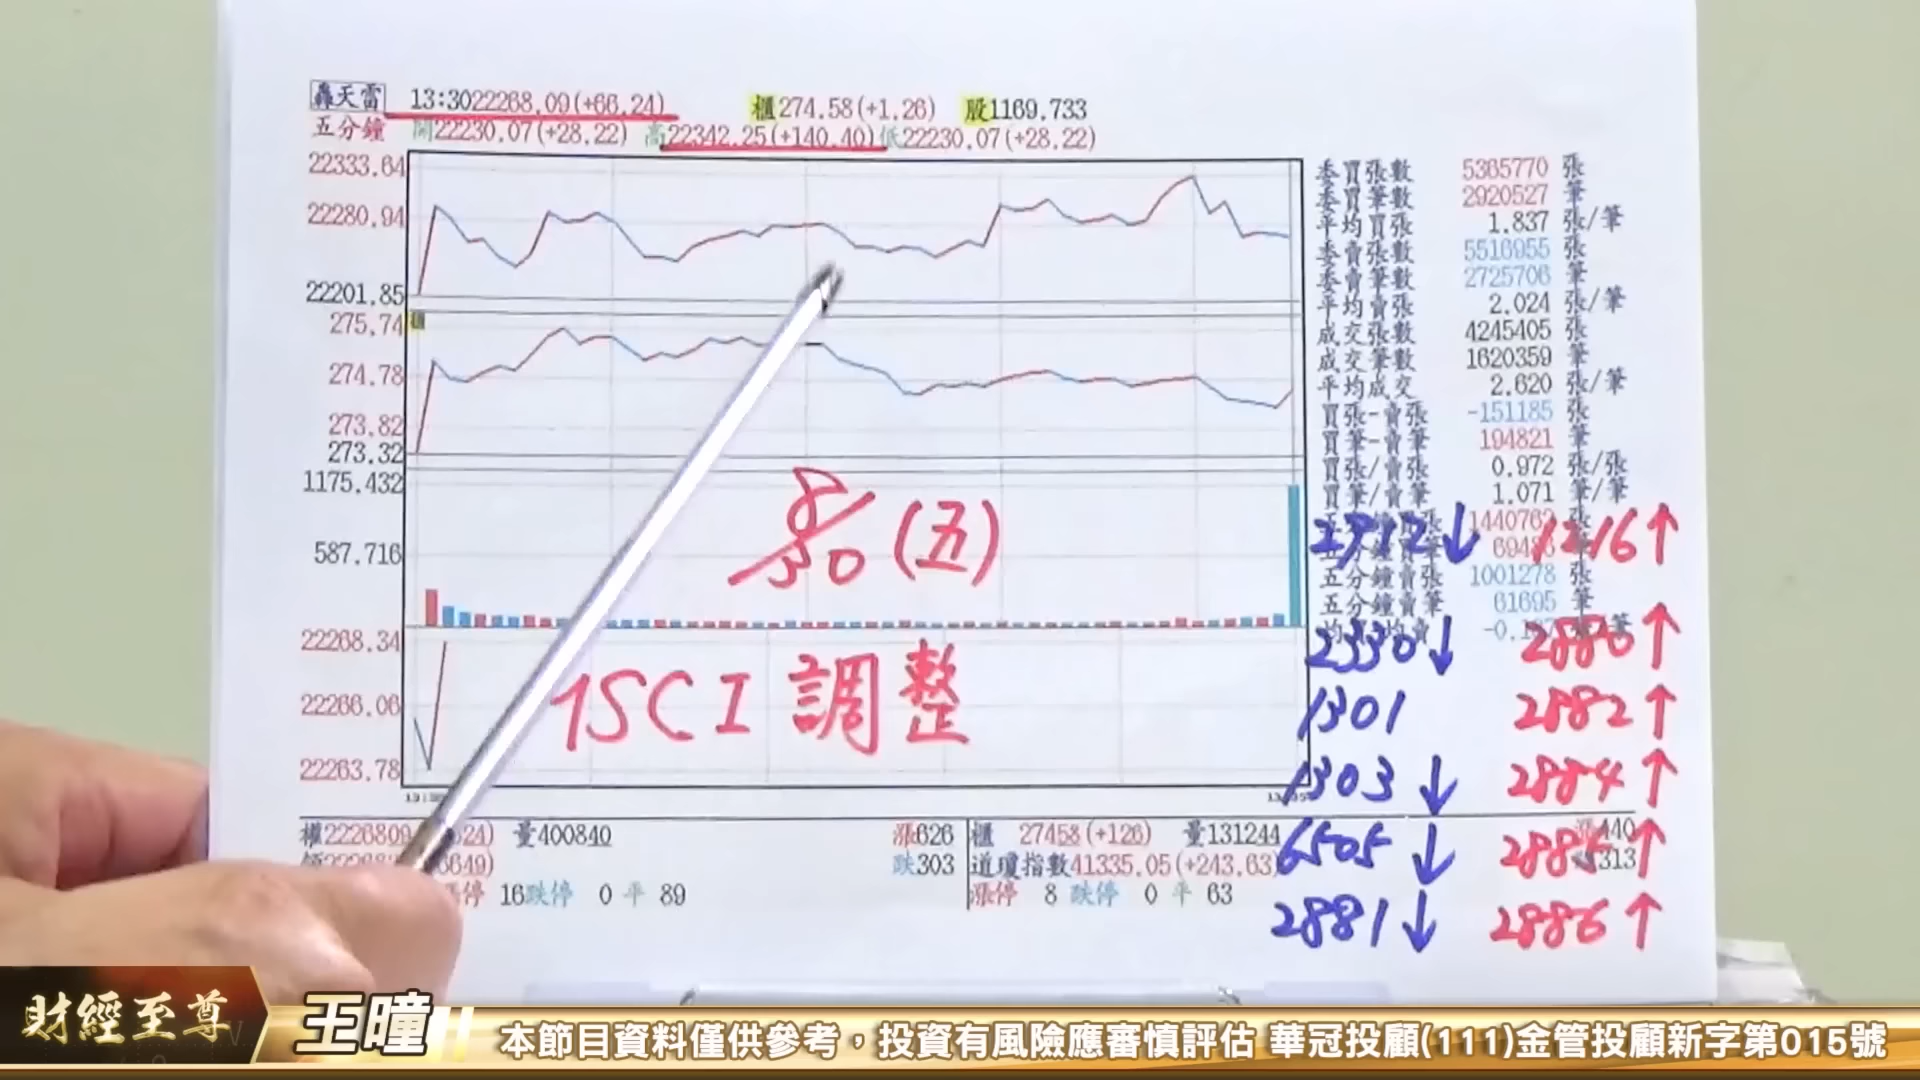 轟天雷 13:30 22268.09(+66.24) 櫃274.58(+1.26) 股1169.733
五分鐘 開22230.07(+28.22) 高22342.25(+140.40) 低22230.07(+28.22)
22333.64
22280.94
22201.85
275.74 櫃
274.78
273.82
273.32
1175.432
587.716
22268.34
22266.06
22263.78
委買張數 5365770 張
委買筆數 2920527 筆
平均買張 1.837 張/筆
委賣張數 5516955 張
委賣筆數 2725706 筆
平均賣張 2.024 張/筆
成交張數 4245405 張
成交筆數 1620359 筆
平均成交 2.620 張/筆
買張-賣張 -151185 張
買筆-賣筆 194821 筆
買張/賣張 0.972 張/張
買筆/賣筆 1.071 筆/筆
五分鐘賣張 1001278 張
五分鐘賣筆 61695 筆
8/30 (五)
SCI 調整
↓ 1216↑
2330↓ 2880↑
1301 2882↑
1303↓ 2884↑
6505↓ 2885↑
2881↓ 2886↑
權2226809 量400840 漲626 櫃 27458(+126) 量131244 440
跌303 道瓊指數41335.05(+243.63) 313
停 16跌停 0 平 89 漲停 8 跌停 0 平 63
財經至尊 王曈 本節目資料僅供參考,投資有風險應審慎評估 華冠投顧(111)金管投顧新字第015號